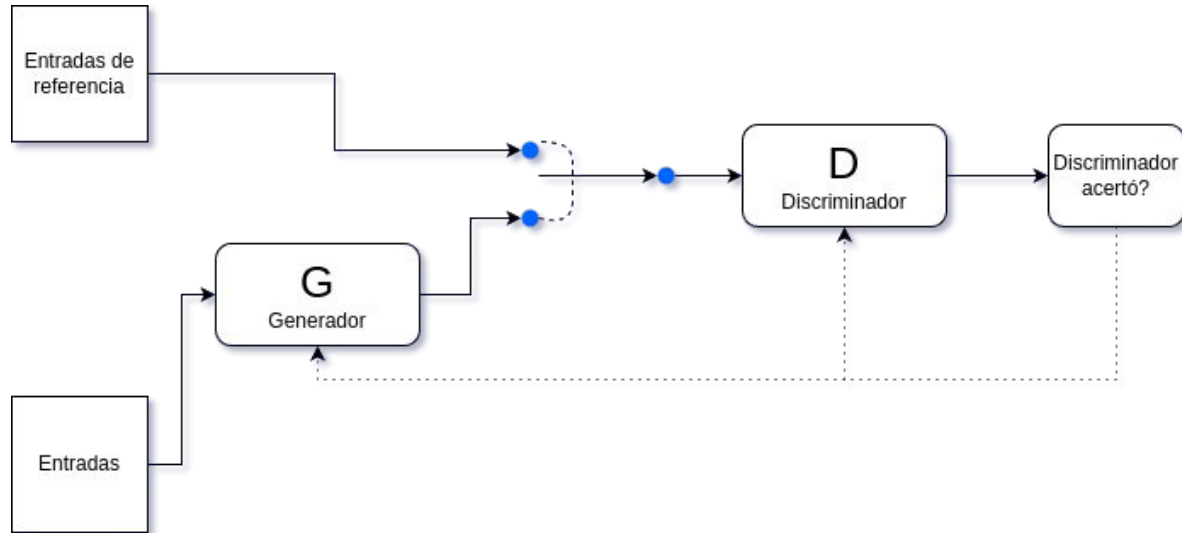 Entradas de
referencia
D
Discriminador
Discriminador
acertó?
G
Generador
Entradas